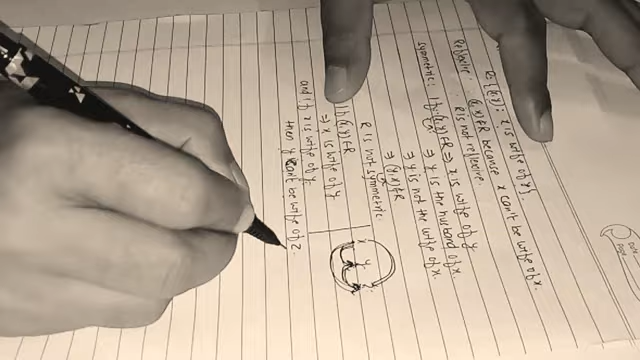 R={(x,y): x is wife of y}.
reflexive: (x,x)∉R because x can't be wife of x.
R is not reflexive.
symmetric: If (x,y)∈R ⇒ x is wife of y
⇒ y is the husband of x.
⇒ y is not the wife of x.
⇒ (y,x)∉R
R is not symmetric.
If (x,y)∈R
⇒ x is wife of y
and if z is wife of y.
then y can't be wife of z.
x y